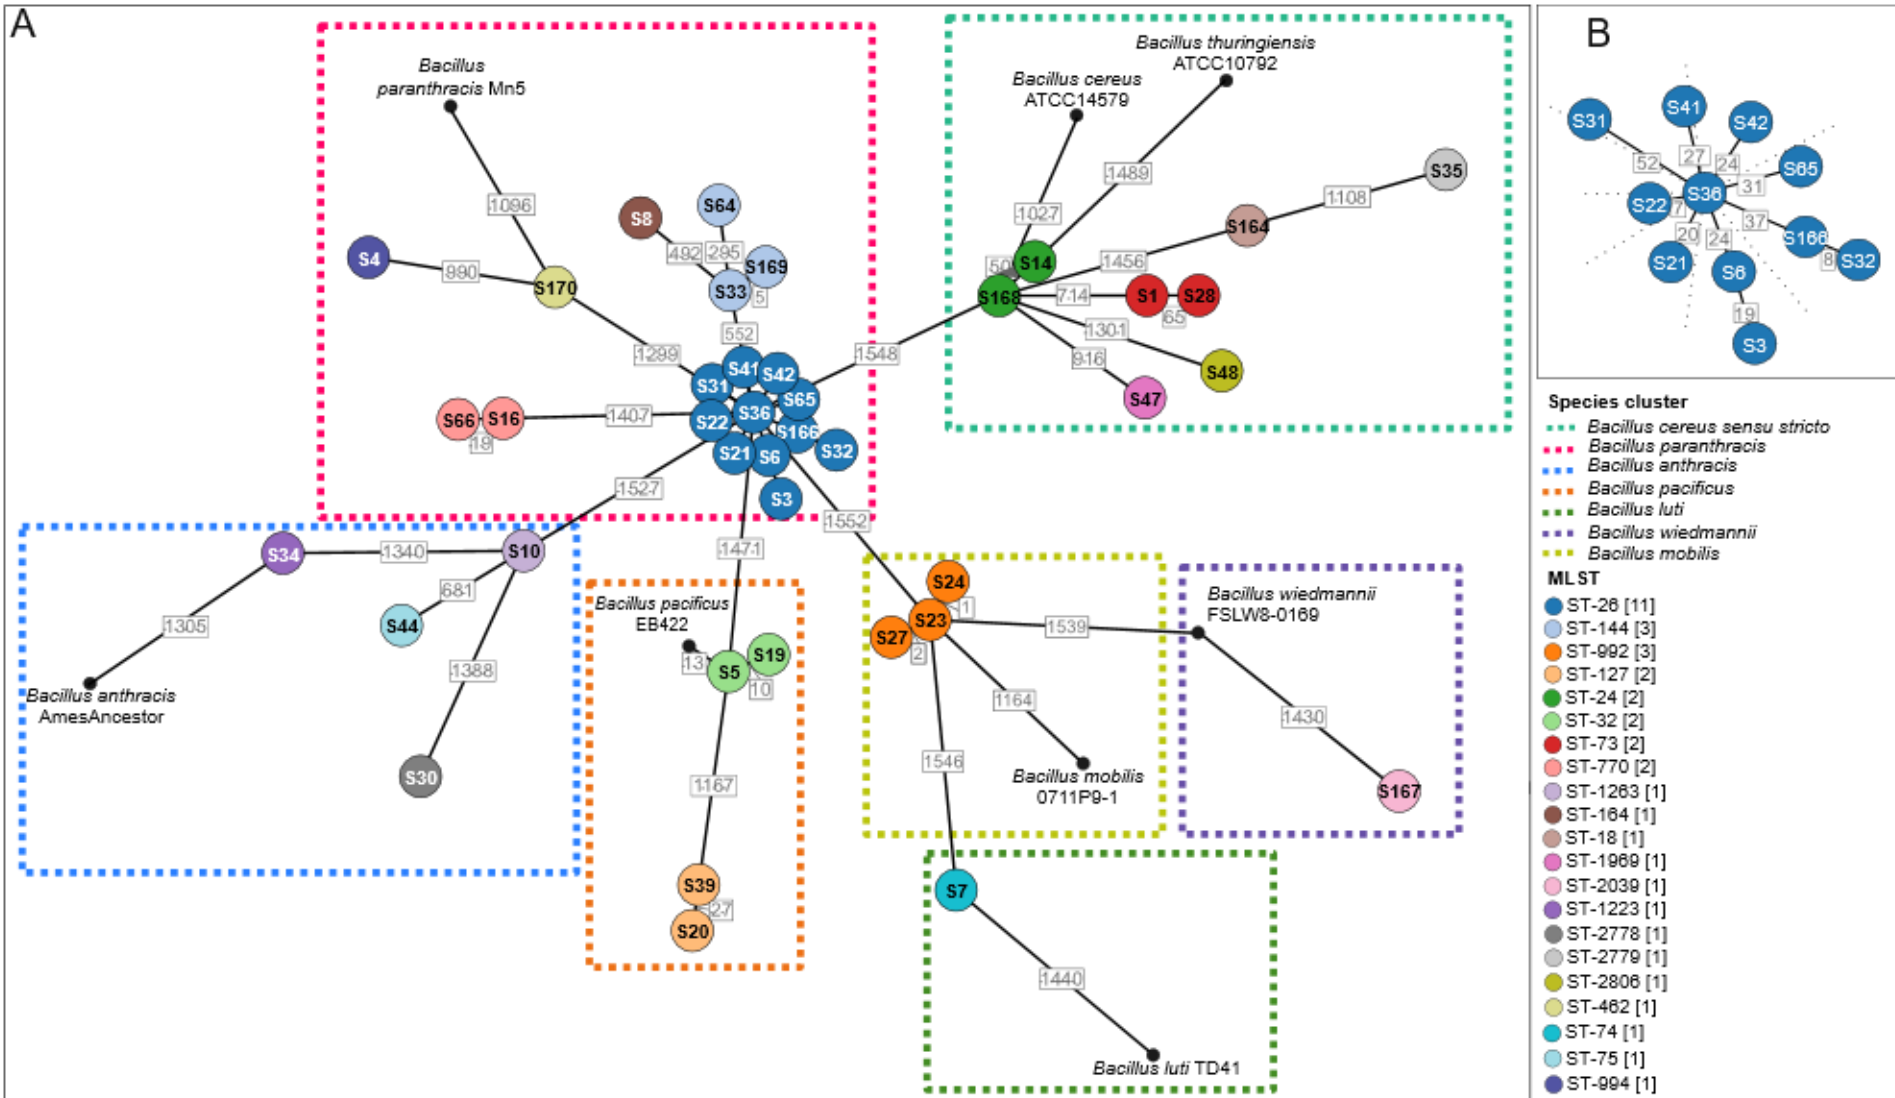 A
Bacillus
paranthracis Mn5
1096
S4
990
S170
1299
S8
S64
492
295
S169
S33
5
552
S41
S42
S31
S65
S36
S22
S166
S21
S6
S32
S3
S66
S16
18
1407
1527
1548
1471
1552
Bacillus thuringiensis
ATCC10792
Bacillus cereus
ATCC14579
1489
1027
1108
S35
S164
1456
50
S14
S168
714
S1
S28
65
1301
916
S48
S47
S34
1340
S10
681
S44
1305
1388
Bacillus anthracis
AmesAncestor
S30
Bacillus pacificus
EB422
13
S5
S19
10
1167
S39
27
S20
S24
1
S23
S27
2
1539
1164
1546
Bacillus mobilis
0711P9-1
Bacillus wiedmannii
FSLW8-0169
1430
S167
S7
1440
Bacillus luti TD41
B
S31
S41
S42
52
27
24
S65
31
S36
S22
7
37
20
24
S166
S32
8
S21
S6
19
S3
Species cluster
Bacillus cereus sensu stricto
Bacillus paranthracis
Bacillus anthracis
Bacillus pacificus
Bacillus luti
Bacillus wiedmannii
Bacillus mobilis
MLST
ST-26 [11]
ST-144 [3]
ST-992 [3]
ST-127 [2]
ST-24 [2]
ST-32 [2]
ST-73 [2]
ST-770 [2]
ST-1263 [1]
ST-164 [1]
ST-18 [1]
ST-1969 [1]
ST-2039 [1]
ST-1223 [1]
ST-2778 [1]
ST-2779 [1]
ST-2806 [1]
ST-462 [1]
ST-74 [1]
ST-75 [1]
ST-994 [1]